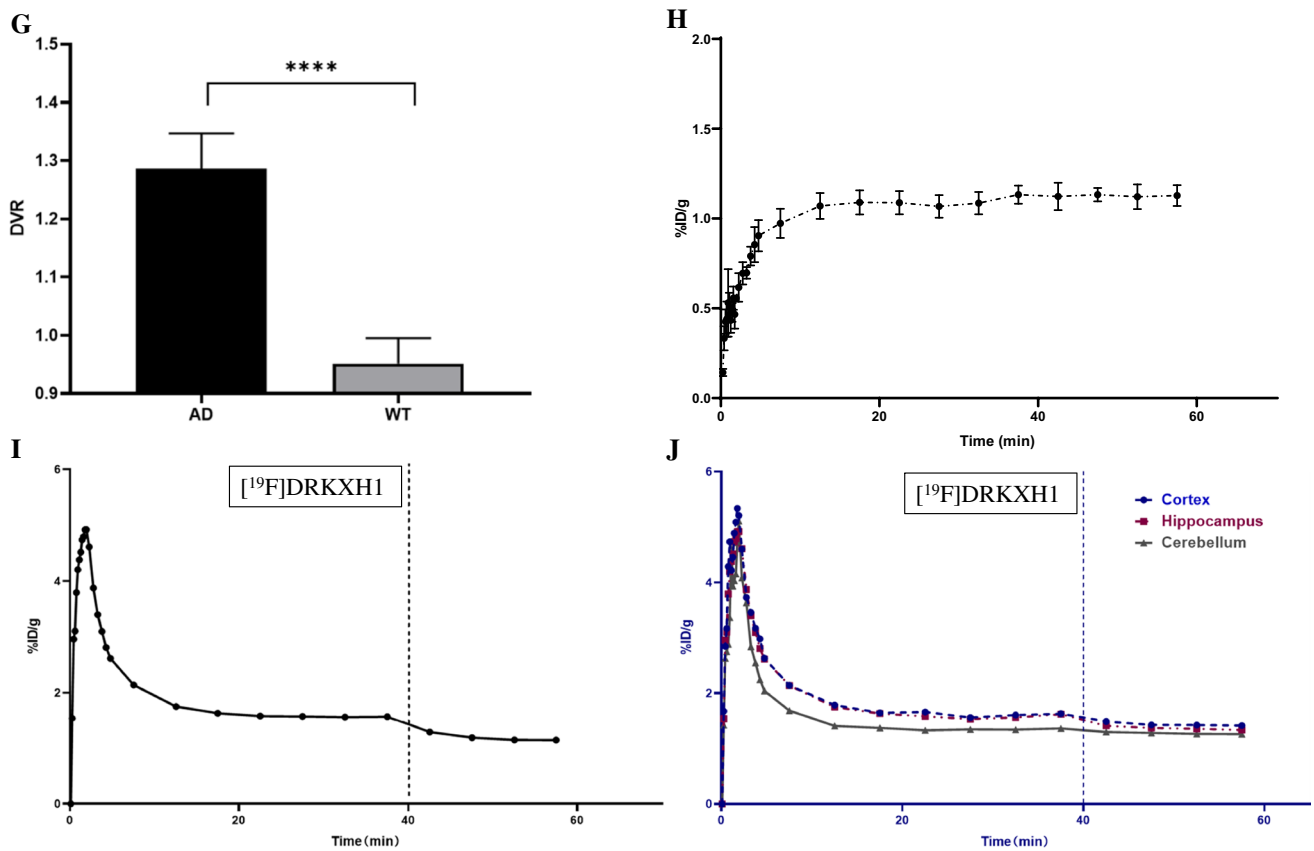 G
1.5
1.4
1.3
1.2
1.1
1.0
0.9
DVR
****
AD
WT
H
2.0
1.5
1.0
0.5
0.0
%ID/g
0
20
40
60
Time (min)
I
[¹⁹F]DRKXH1
6
4
2
0
%ID/g
0
20
40
60
Time(min)
J
[¹⁹F]DRKXH1
Cortex
Hippocampus
Cerebellum
6
4
2
0
%ID/g
0
20
40
60
Time(min)